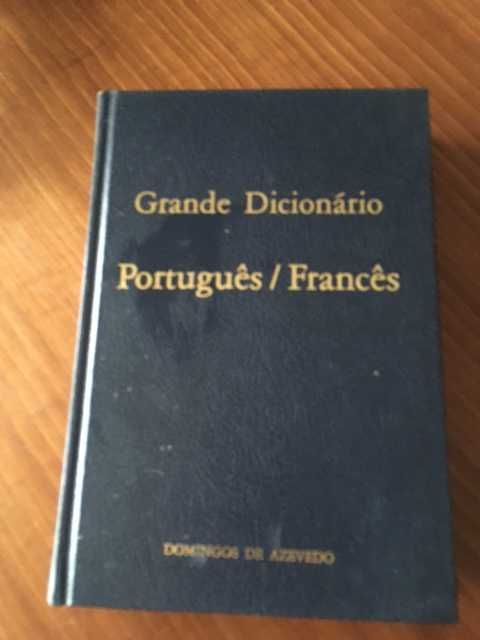 Grande Dicionário
Português / Francês
DOMINGOS DE AZEVEDO